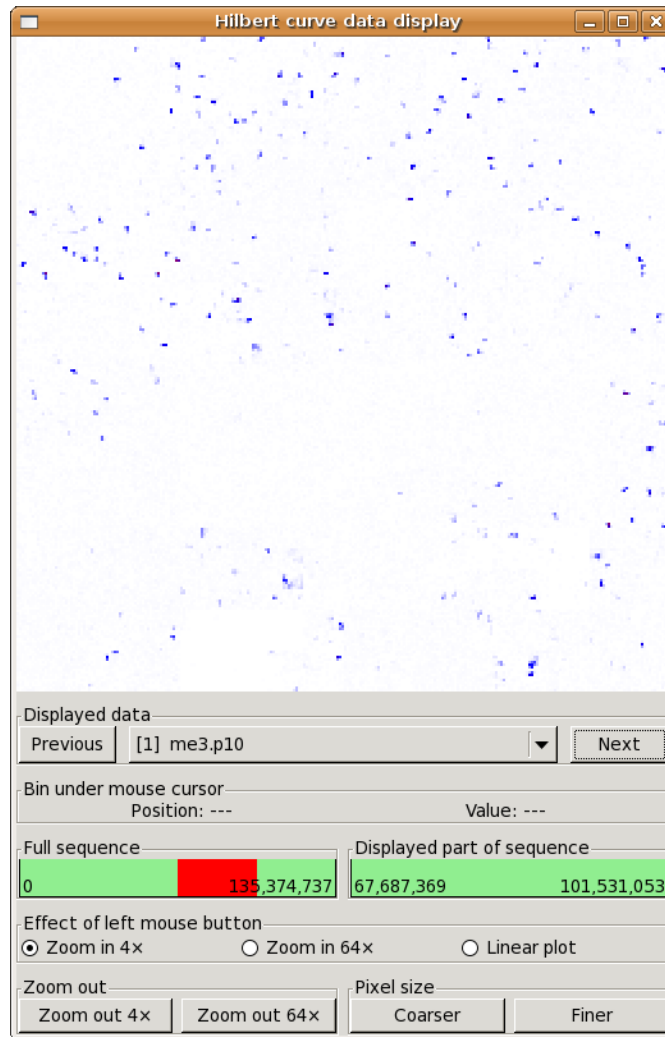 Hilbert curve data display
Displayed data
Previous [1] me3.p10 Next
Bin under mouse cursor
Position: --- Value: ---
Full sequence Displayed part of sequence
0 135,374,737 67,687,369 101,531,053
Effect of left mouse button
Zoom in 4× Zoom in 64× Linear plot
Zoom out Pixel size
Zoom out 4× Zoom out 64× Coarser Finer